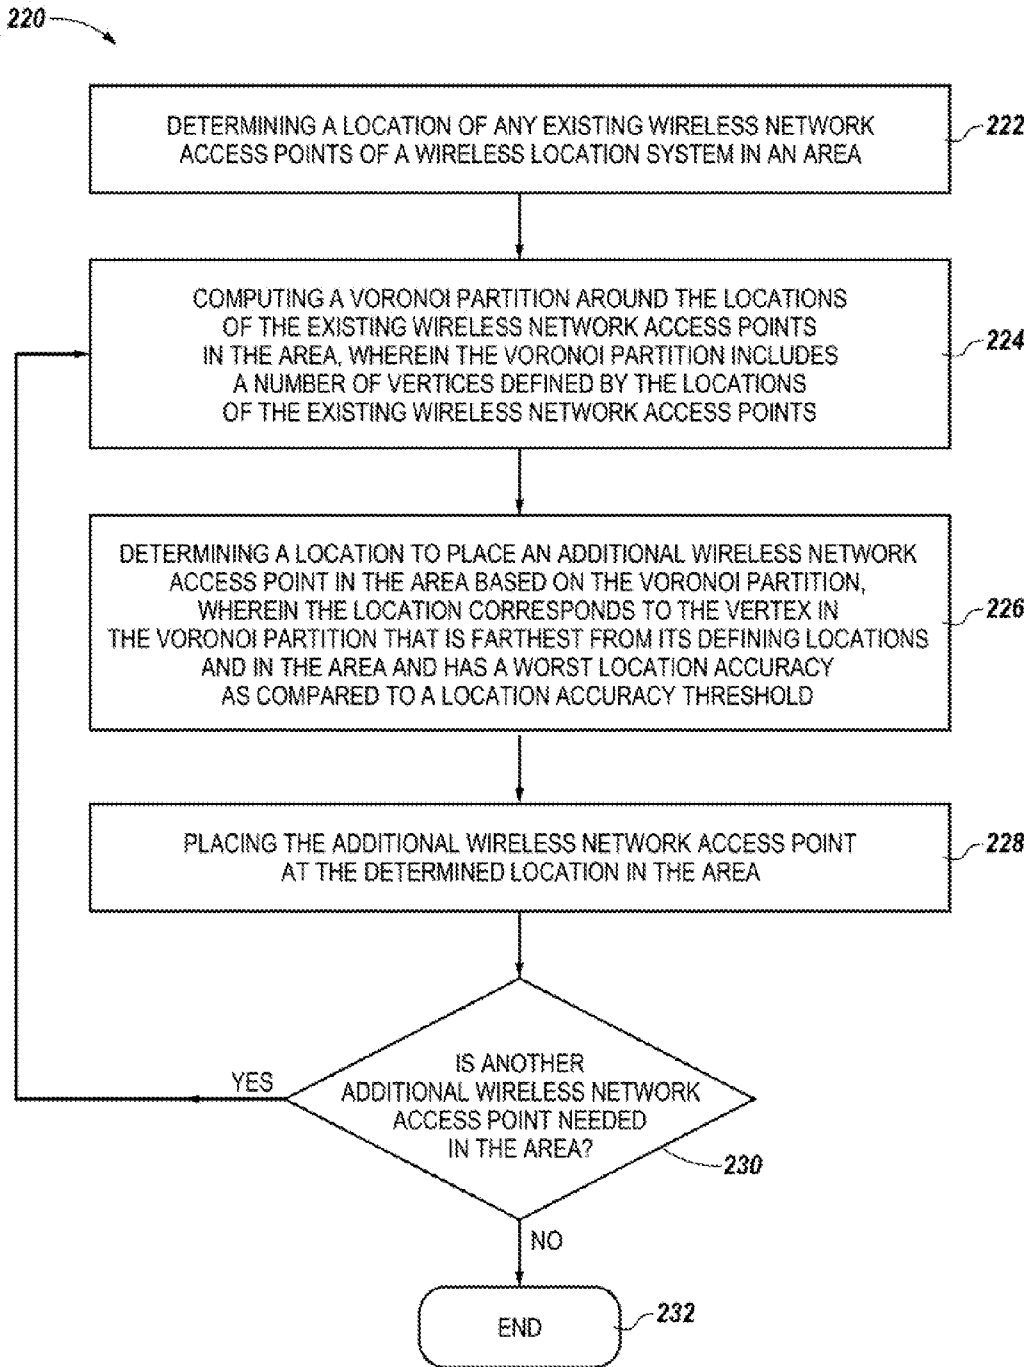 220
DETERMINING A LOCATION OF ANY EXISTING WIRELESS NETWORK
ACCESS POINTS OF A WIRELESS LOCATION SYSTEM IN AN AREA
222
COMPUTING A VORONOI PARTITION AROUND THE LOCATIONS
OF THE EXISTING WIRELESS NETWORK ACCESS POINTS
IN THE AREA, WHEREIN THE VORONOI PARTITION INCLUDES
A NUMBER OF VERTICES DEFINED BY THE LOCATIONS
OF THE EXISTING WIRELESS NETWORK ACCESS POINTS
224
DETERMINING A LOCATION TO PLACE AN ADDITIONAL WIRELESS NETWORK
ACCESS POINT IN THE AREA BASED ON THE VORONOI PARTITION,
WHEREIN THE LOCATION CORRESPONDS TO THE VERTEX IN
THE VORONOI PARTITION THAT IS FARTHEST FROM ITS DEFINING LOCATIONS
AND IN THE AREA AND HAS A WORST LOCATION ACCURACY
AS COMPARED TO A LOCATION ACCURACY THRESHOLD
226
PLACING THE ADDITIONAL WIRELESS NETWORK ACCESS POINT
AT THE DETERMINED LOCATION IN THE AREA
228
IS ANOTHER
ADDITIONAL WIRELESS NETWORK
ACCESS POINT NEEDED
IN THE AREA?
YES
230
NO
END
232